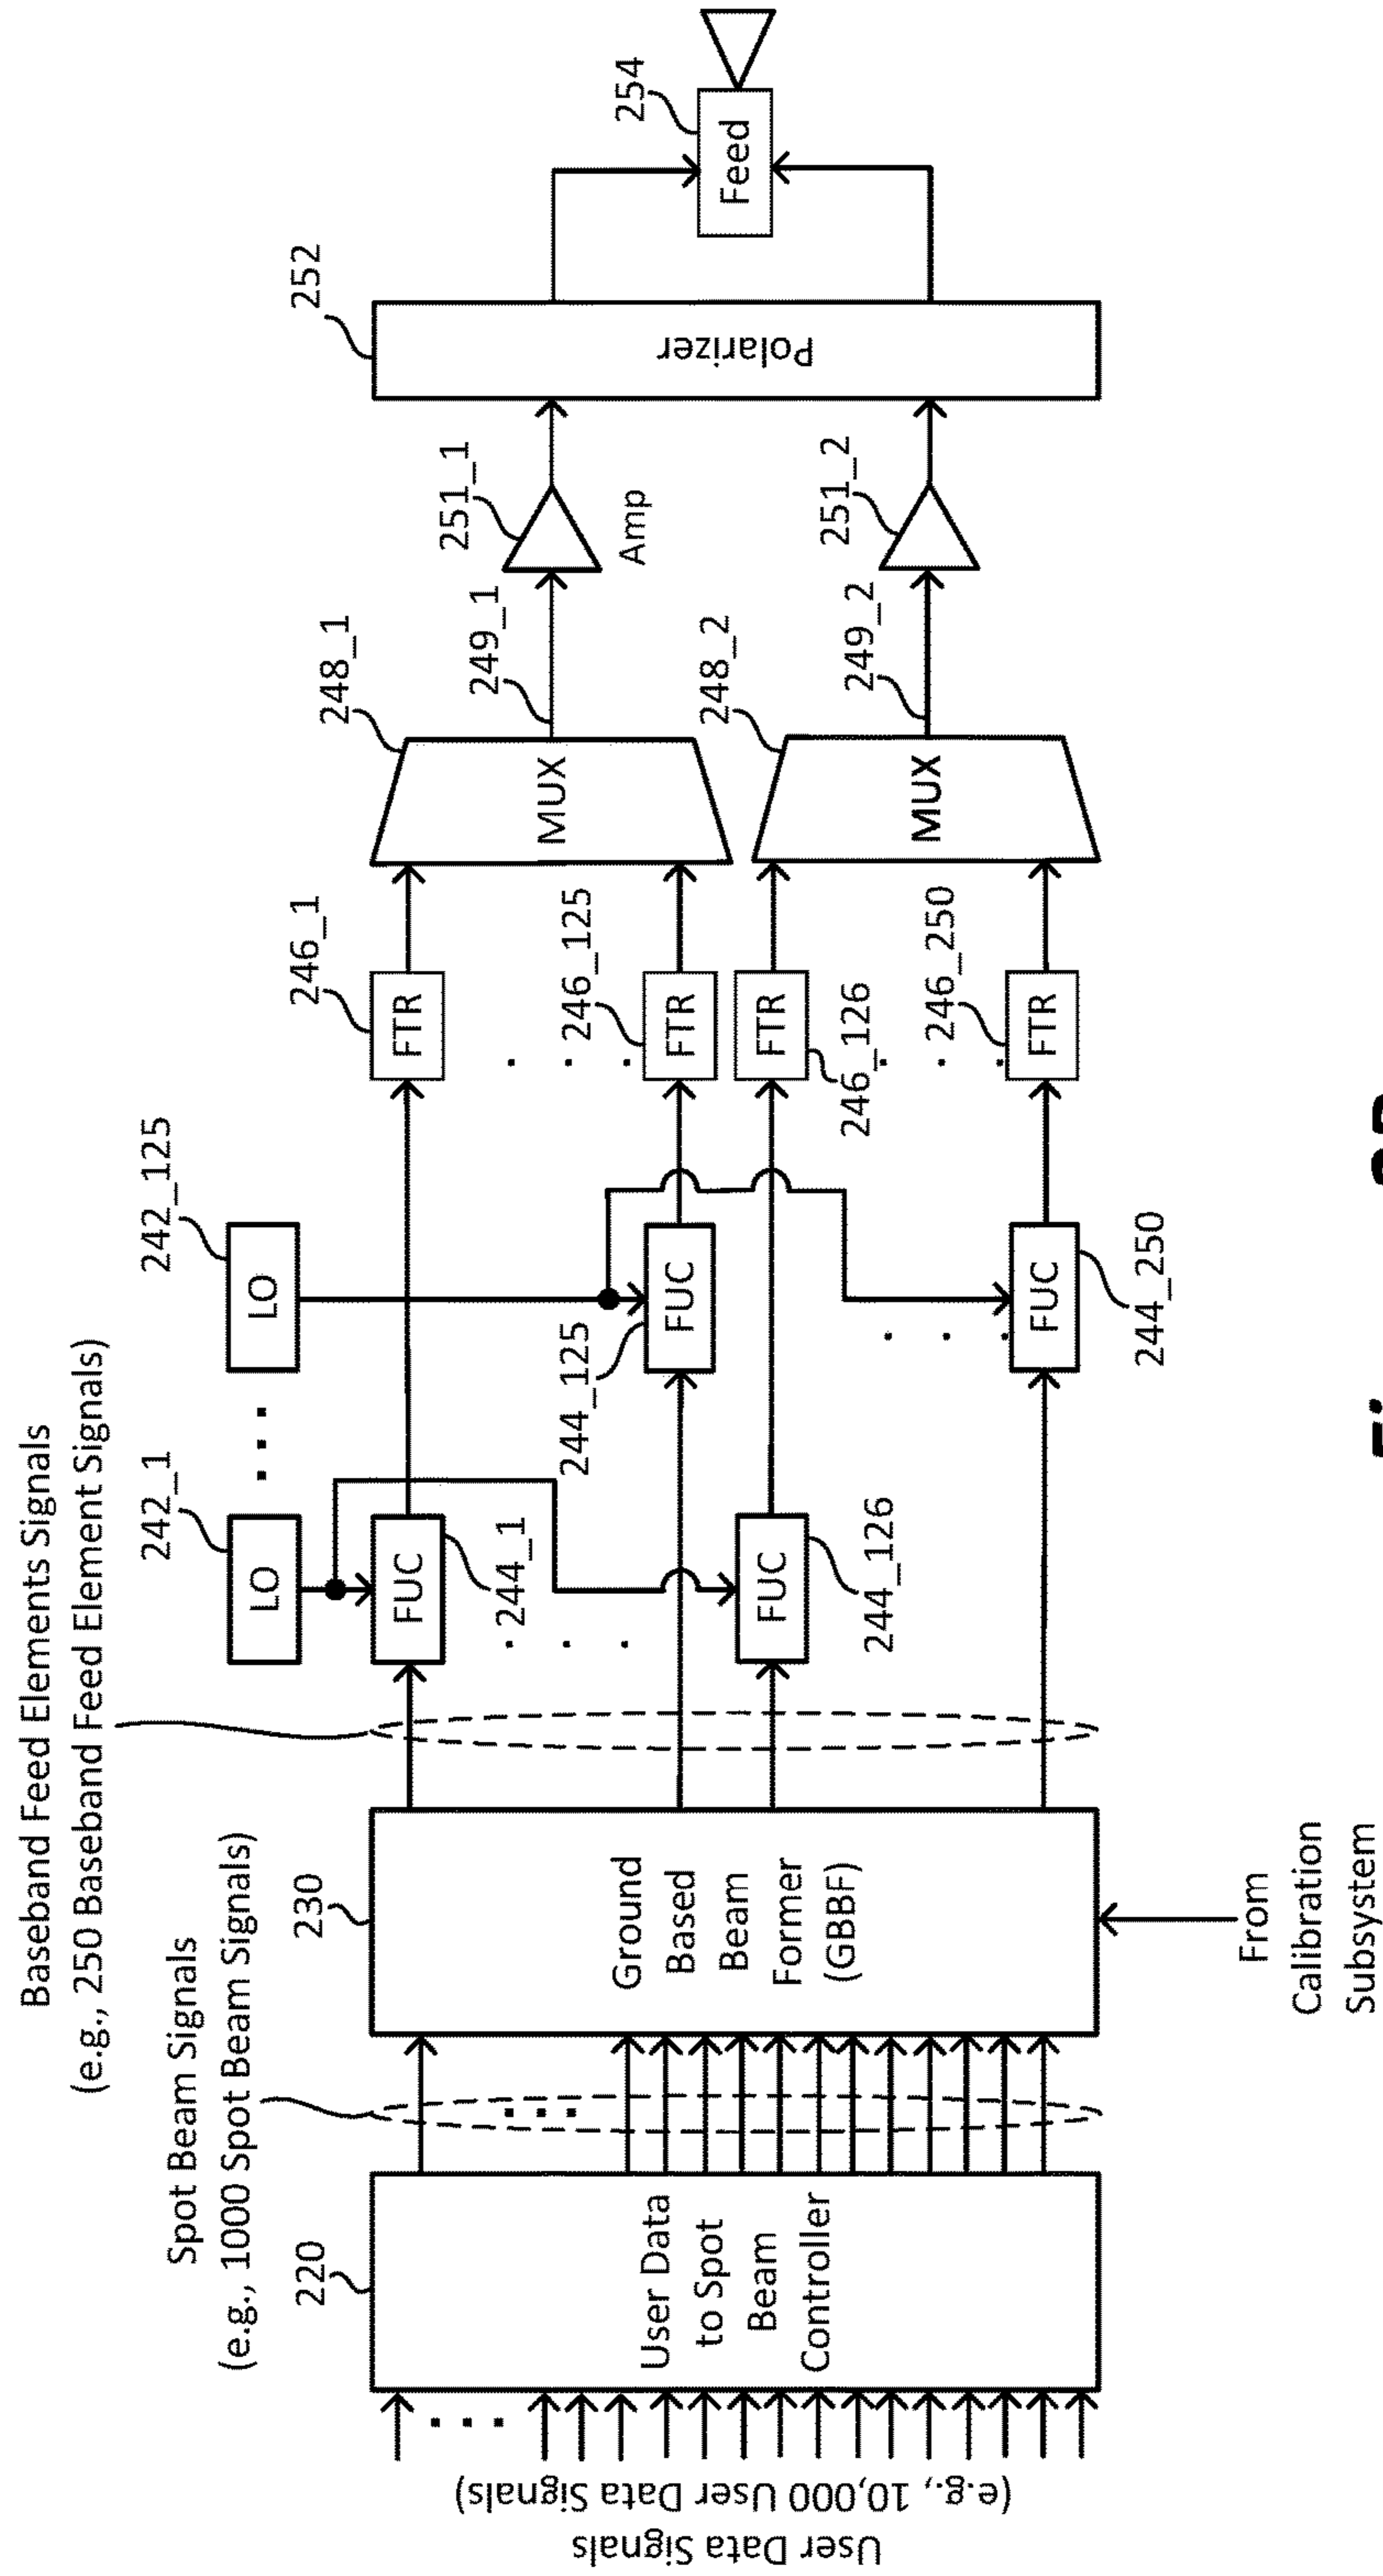 Baseband Feed Elements Signals
(e.g., 250 Baseband Feed Element Signals)
Spot Beam Signals
(e.g., 1000 Spot Beam Signals)
User Data Signals
(e.g., 10,000 User Data Signals)
220
User Data
to Spot
Beam
Controller
230
Ground
Based
Beam
Former
(GBBF)
From
Calibration
Subsystem
242_1
LO
242_125
LO
FUC
244_1
FUC
244_125
FUC
244_126
FUC
244_250
246_1
FTR
246_125
FTR
FTR
246_126
246_250
FTR
248_1
MUX
248_2
MUX
249_1
249_2
251_1
Amp
251_2
252
Polarizer
254
Feed